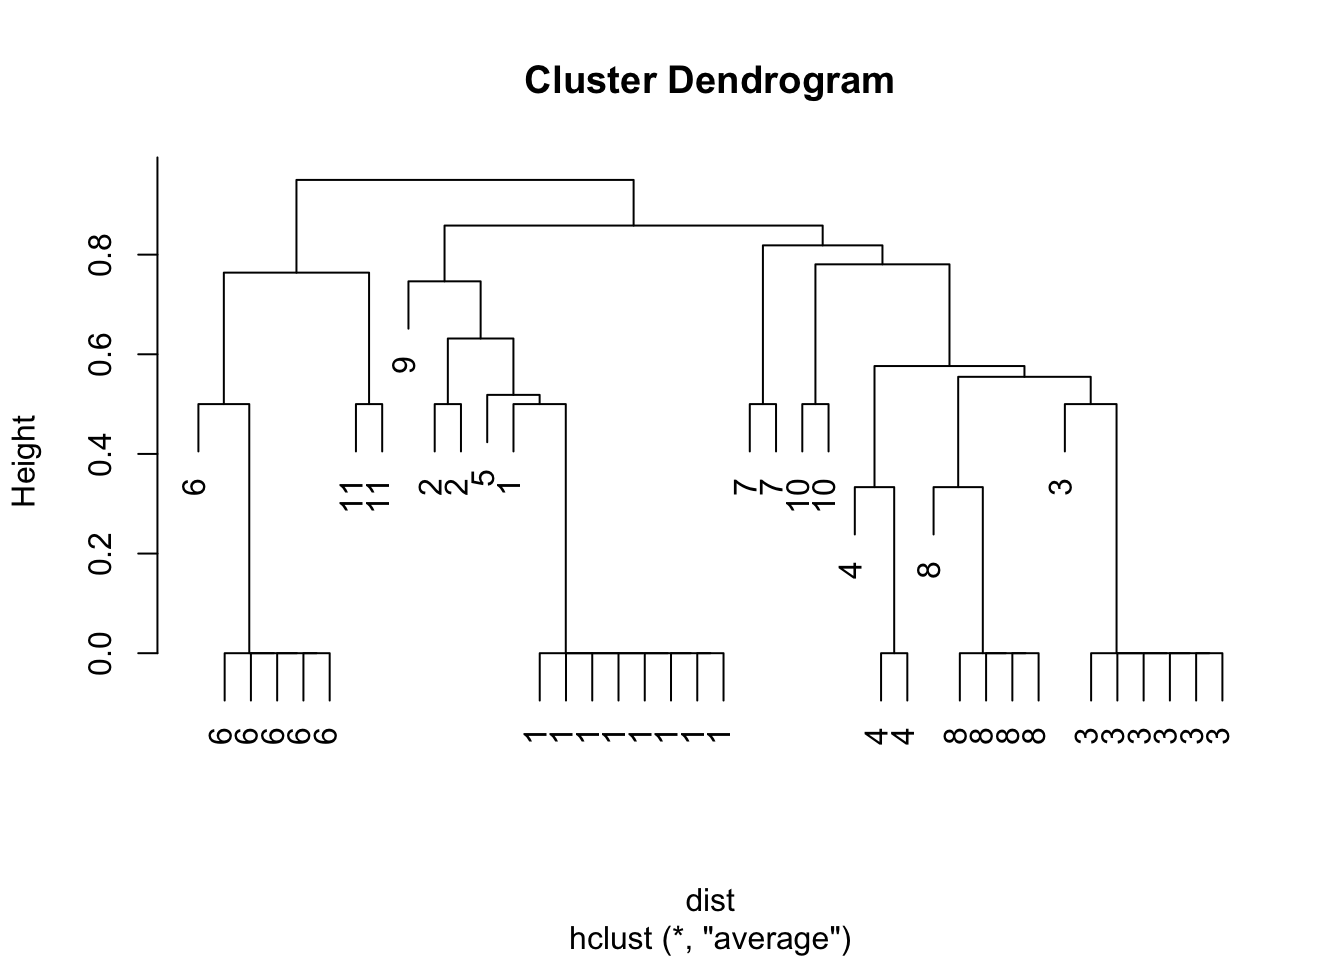 Cluster Dendrogram
Height
0.8
0.6
0.4
0.2
0.0
9
6 11 11 2 2 5 1 7 7 10 10 3
4 8
6 6 6 6 6 1 1 1 1 1 1 1 1 4 4 8 8 8 8 3 3 3 3 3 3
dist
hclust (*, "average")